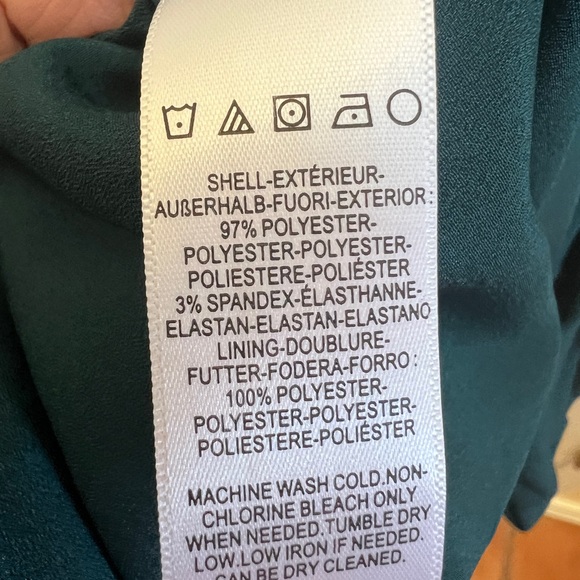 SHELL-EXTÉRIEUR-
AUßERHALB-FUORI-EXTERIOR:
97% POLYESTER-
POLYESTER-POLYESTER-
POLIESTERE-POLIÉSTER
3% SPANDEX-ÉLASTHANNE-
ELASTAN-ELASTAN-ELASTANO
LINING-DOUBLURE-
FUTTER-FODERA-FORRO:
100% POLYESTER-
POLYESTER-POLYESTER-
POLIESTERE-POLIÉSTER
MACHINE WASH COLD.NON-
CHLORINE BLEACH ONLY
WHEN NEEDED.TUMBLE DRY
LOW.LOW IRON IF NEEDED.
CAN BE DRY CLEANED.